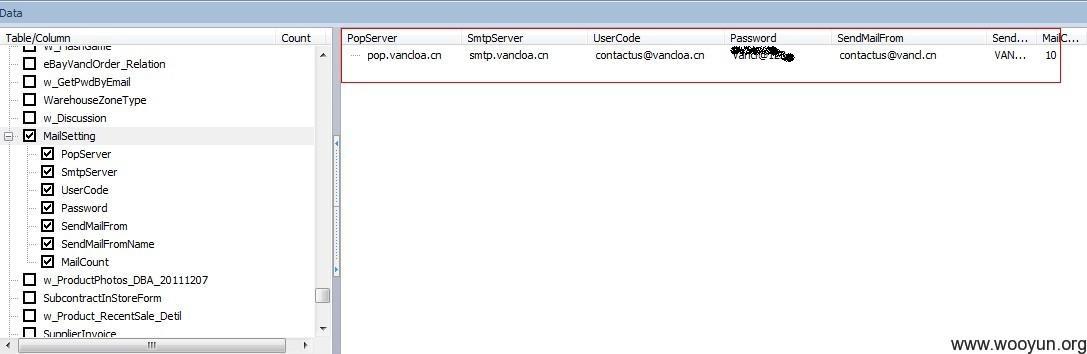 Data
Table/Column Count
w_FlashGame
eBayVanclOrder_Relation
w_GetPwdByEmail
WarehouseZoneType
w_Discussion
MailSetting
PopServer
SmtpServer
UserCode
Password
SendMailFrom
SendMailFromName
MailCount
w_ProductPhotos_DBA_20111207
SubcontractInStoreForm
w_Product_RecentSale_Detil
SupplierInvoice
PopServer SmtpServer UserCode Password SendMailFrom Send... MailC...
pop.vancloa.cn smtp.vancloa.cn contactus@vancloa.cn contactus@vancl.cn VAN... 10
www.wooyun.org